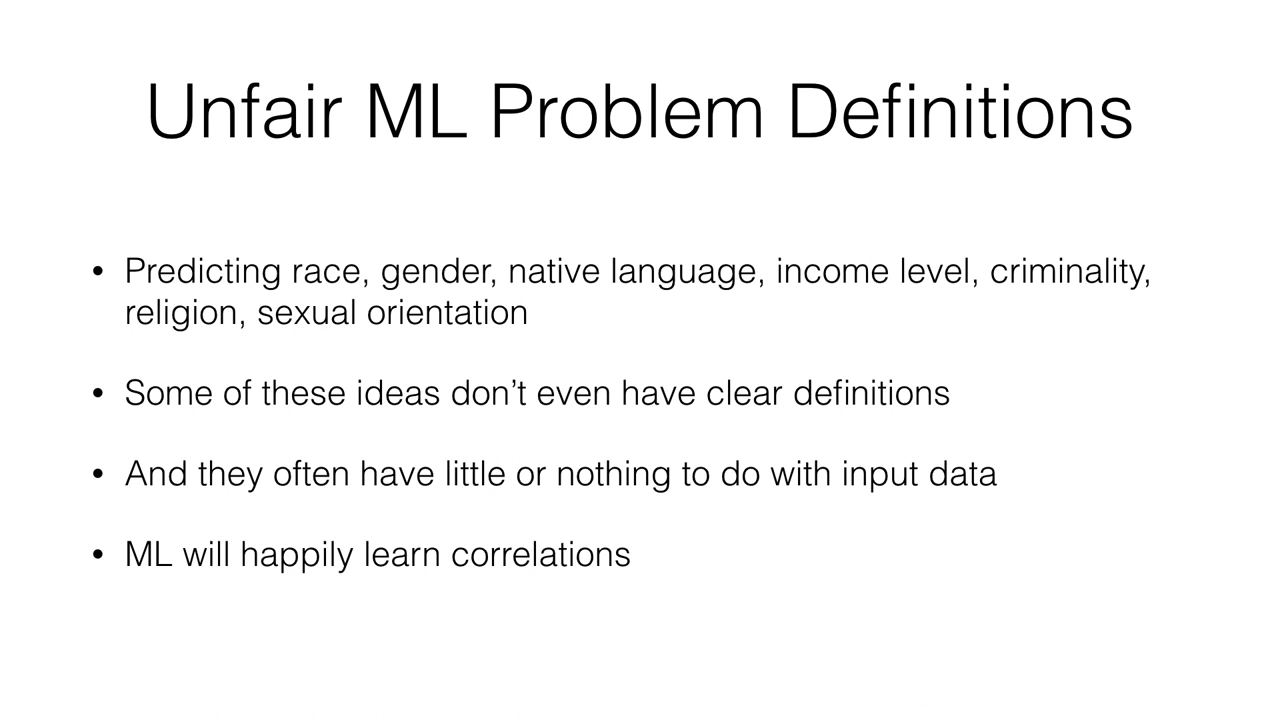 Unfair ML Problem Definitions
• Predicting race, gender, native language, income level, criminality,
religion, sexual orientation
• Some of these ideas don’t even have clear definitions
• And they often have little or nothing to do with input data
• ML will happily learn correlations